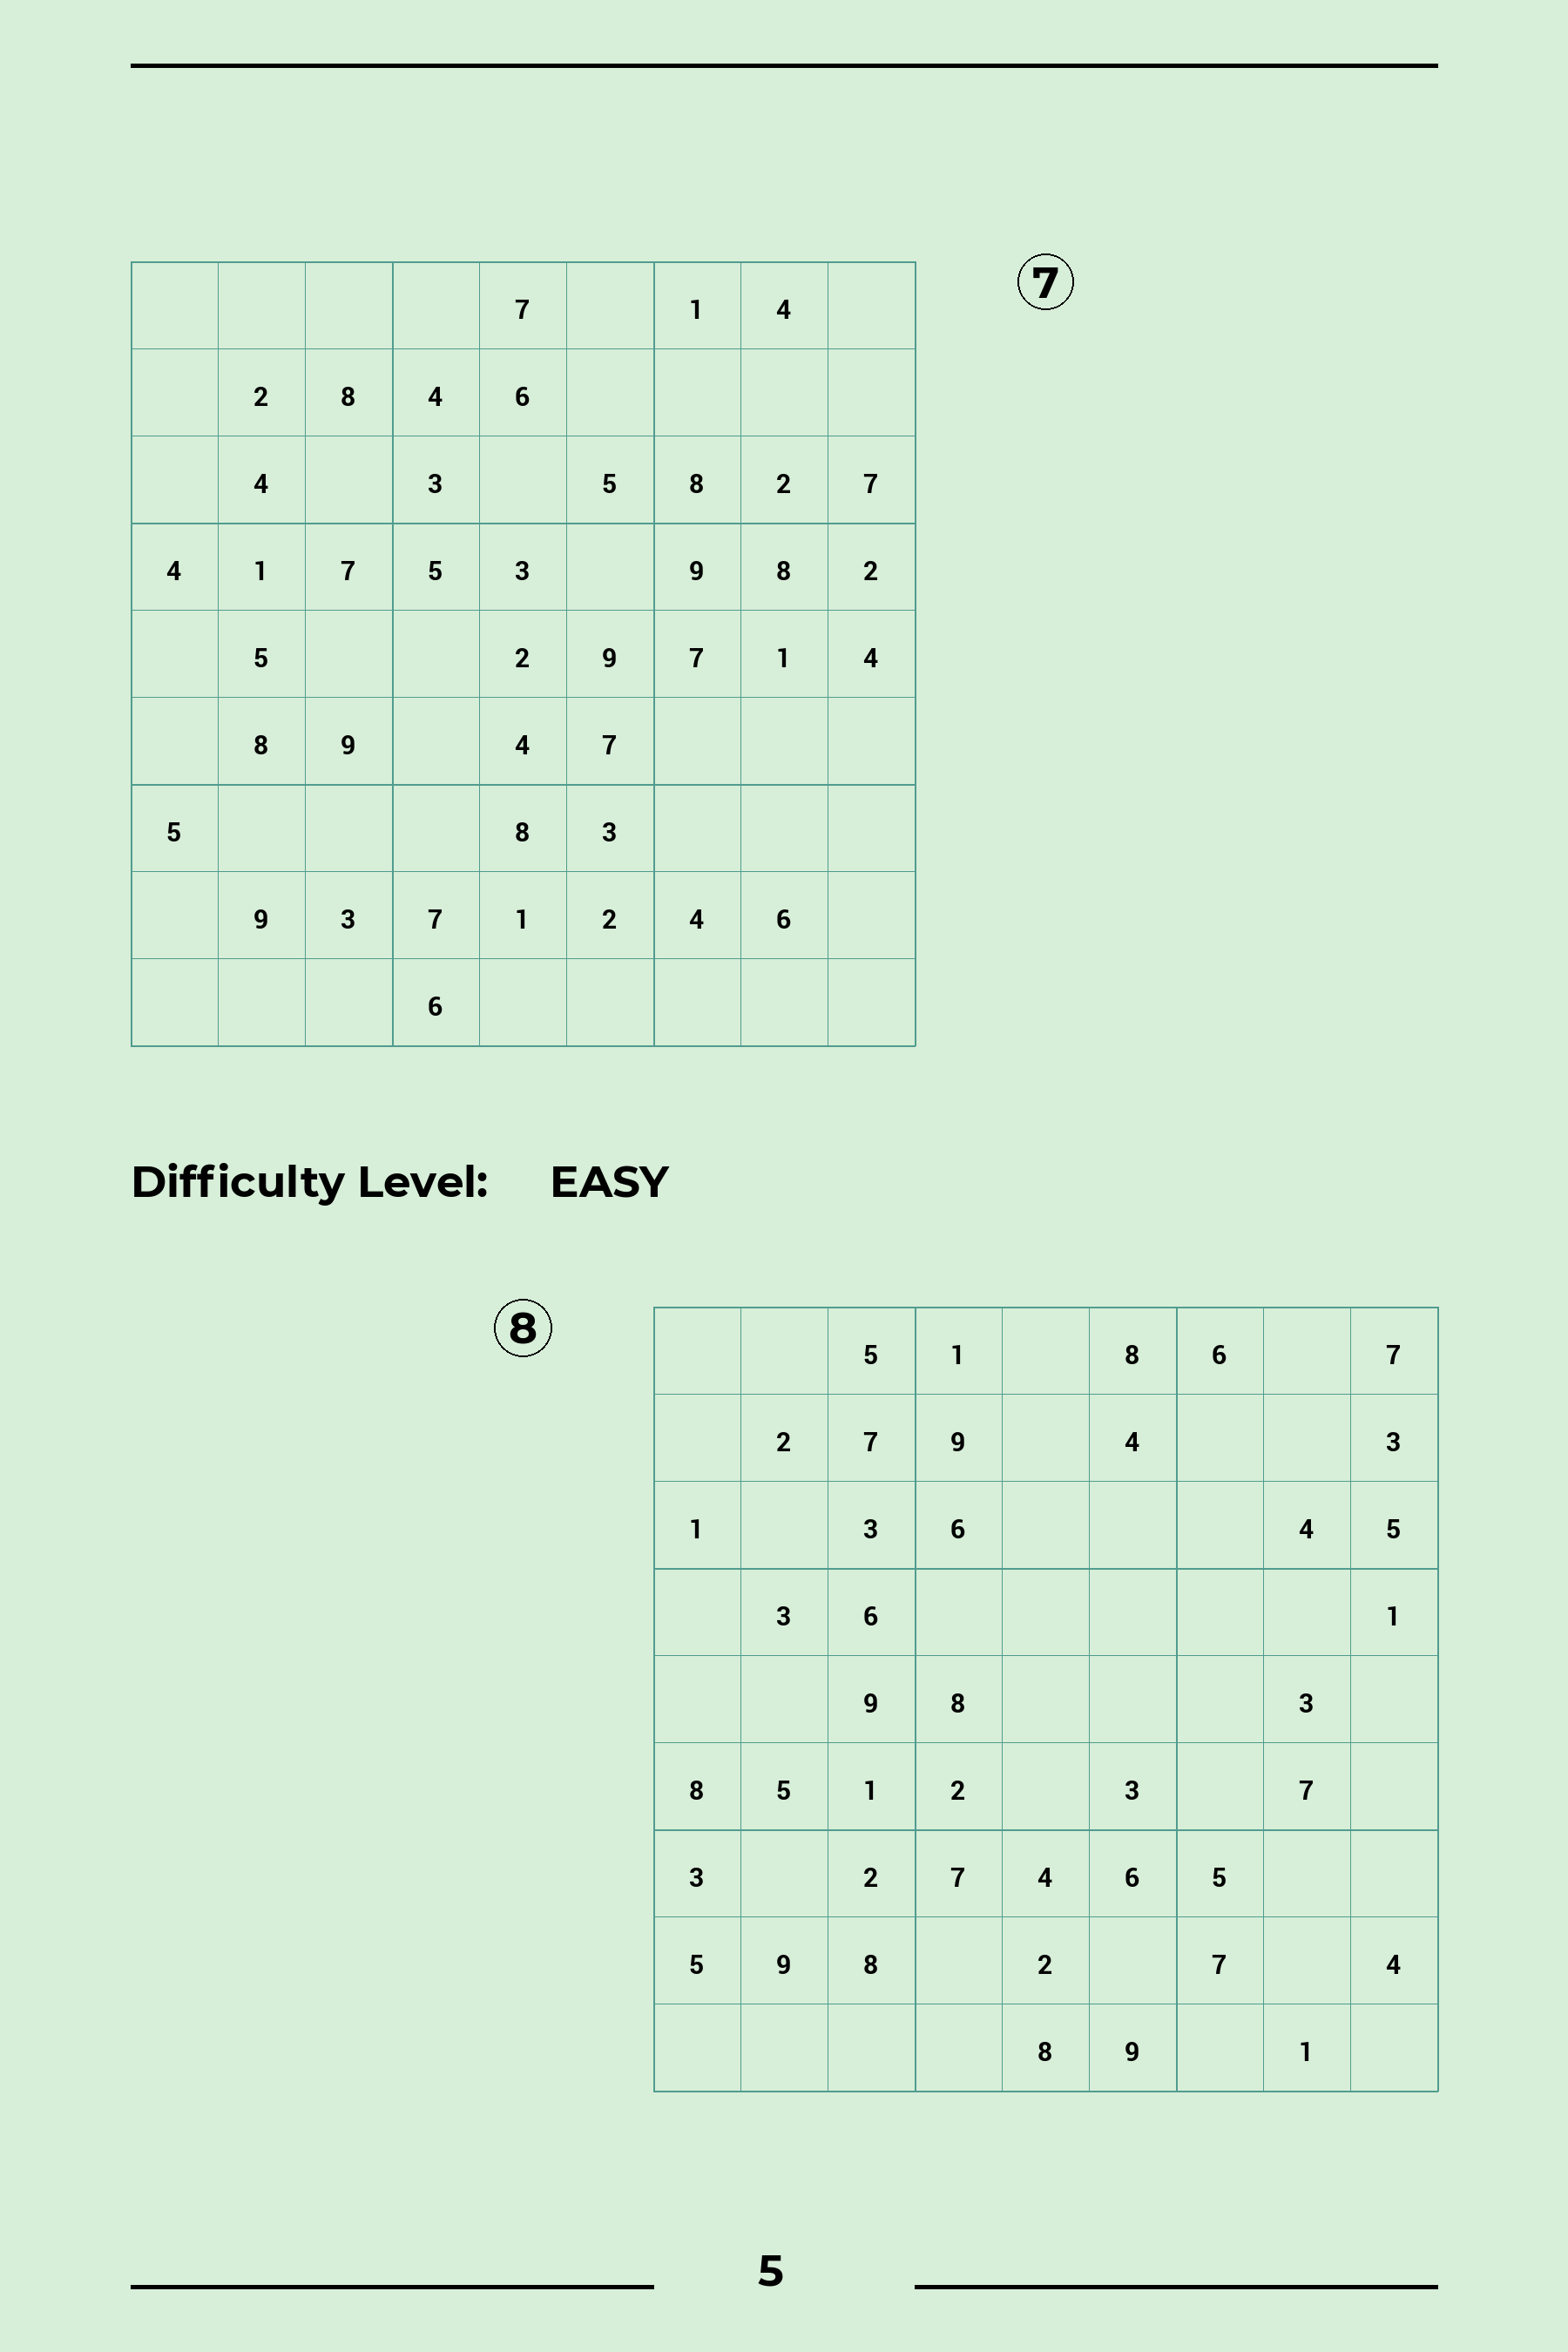 7
7 1 4
2 8 4 6
4 3 5 8 2 7
4 1 7 5 3 9 8 2
5 2 9 7 1 4
8 9 4 7
5 8 3
9 3 7 1 2 4 6
6
Difficulty Level: EASY
8
5 1 8 6 7
2 7 9 4 3
1 3 6 4 5
3 6 1
9 8 3
8 5 1 2 3 7
3 2 7 4 6 5
5 9 8 2 7 4
8 9 1
5